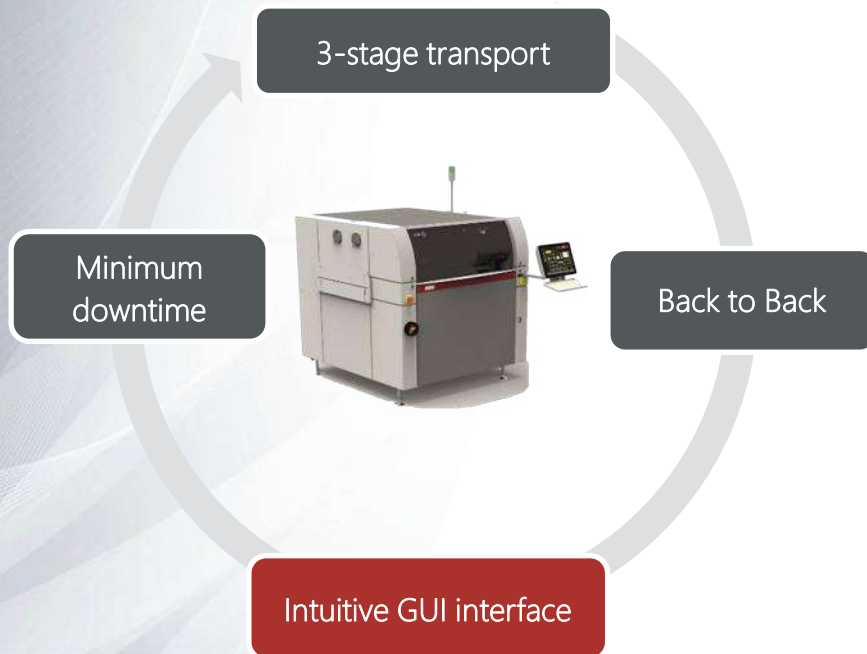 3-stage transport
Minimum
downtime
Back to Back
Intuitive GUI interface